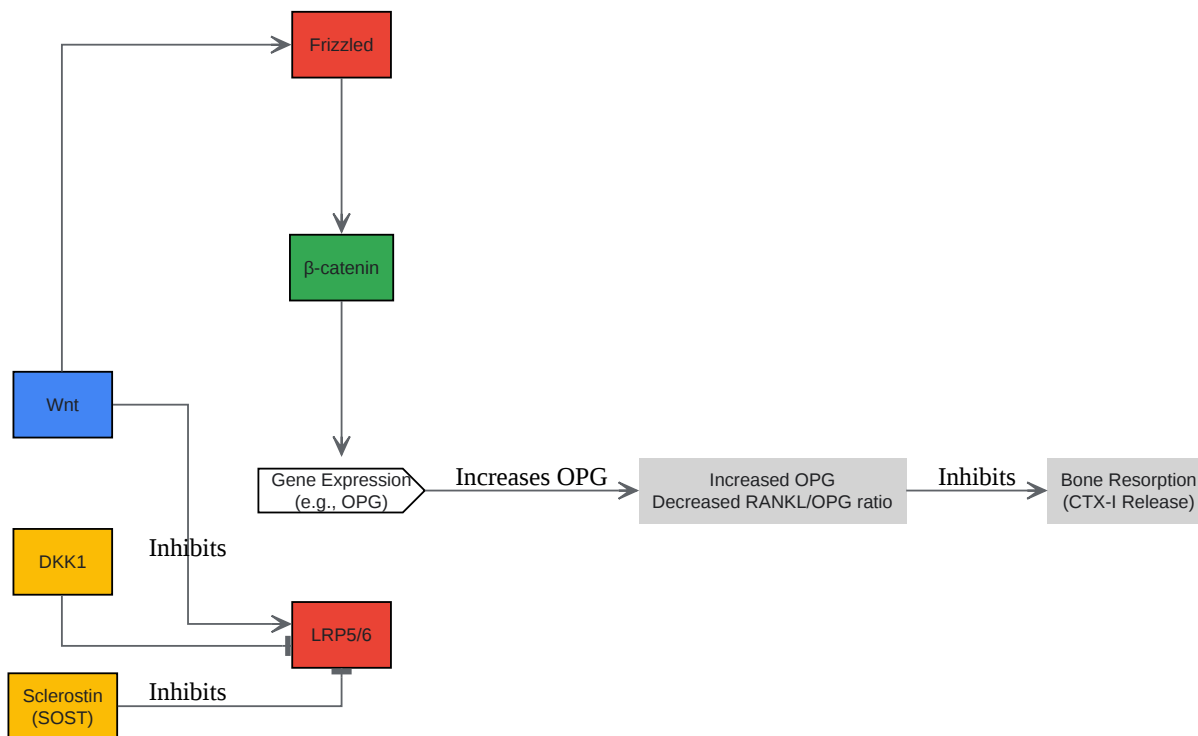 Frizzled
β-catenin
Wnt
Gene Expression
(e.g., OPG)
Increases OPG
Increased OPG
Decreased RANKL/OPG ratio
Inhibits
Bone Resorption
(CTX-I Release)
DKK1
Inhibits
LRP5/6
Sclerostin
(SOST)
Inhibits